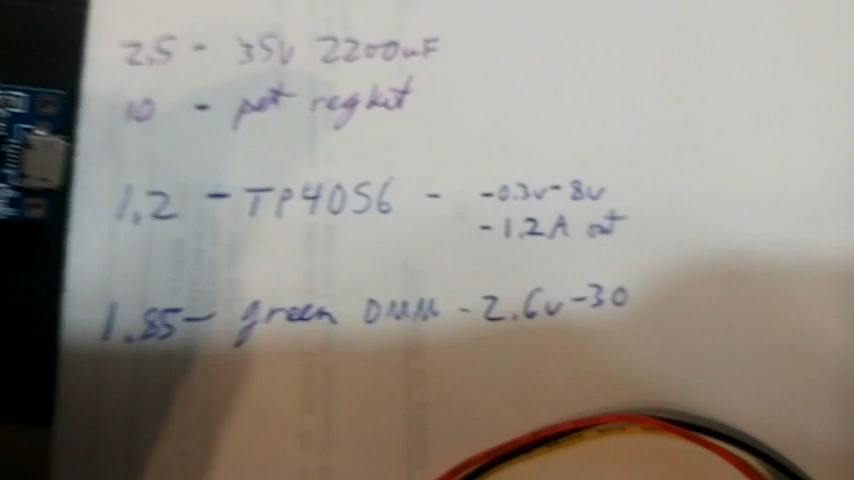 2.5 - 35v 2200uF
10 - pot reg kit
1.2 - TP4056 - -0.3v-8v
-1.2A out
1.85- green DMM - 2.6v-30